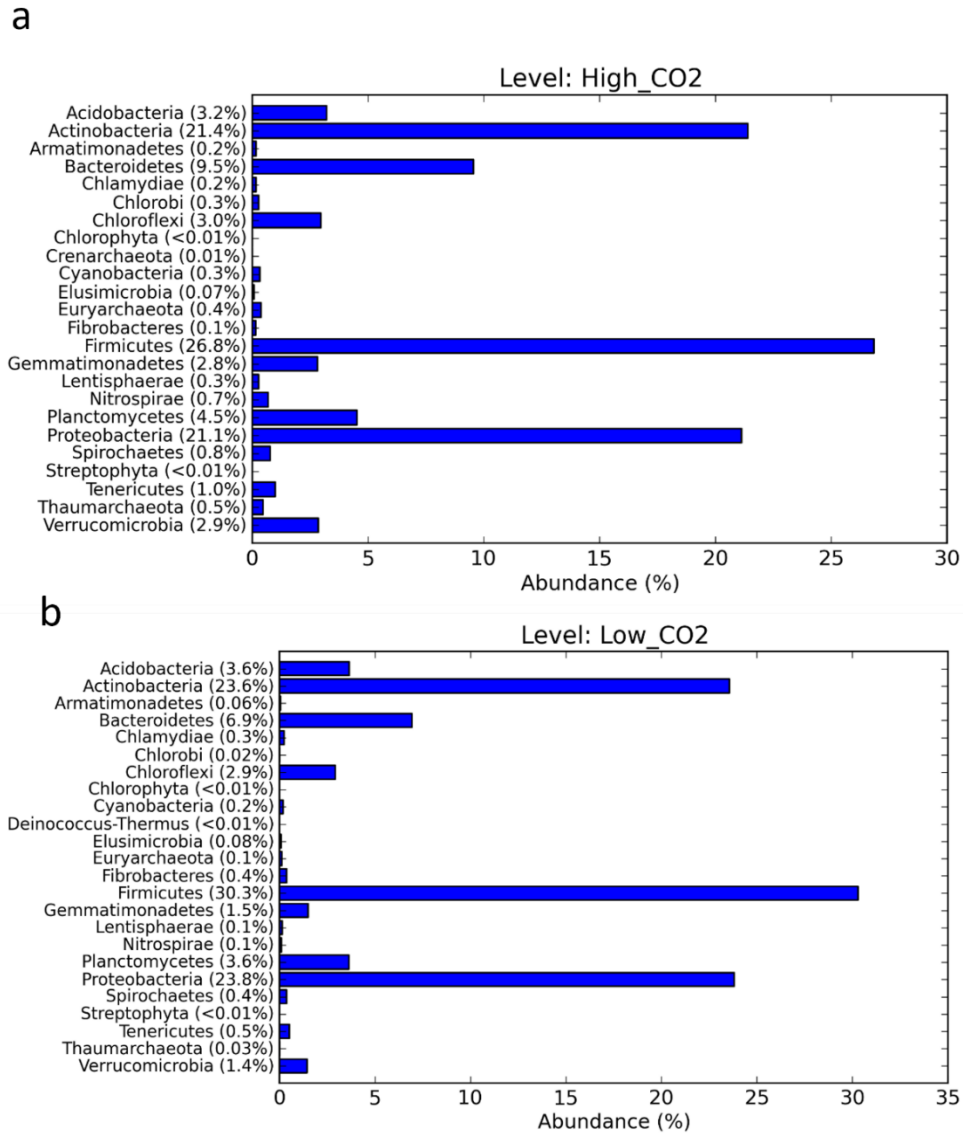 a
Level: High_CO2
Acidobacteria (3.2%)
Actinobacteria (21.4%)
Armatimonadetes (0.2%)
Bacteroidetes (9.5%)
Chlamydiae (0.2%)
Chlorobi (0.3%)
Chloroflexi (3.0%)
Chlorophyta (<0.01%)
Crenarchaeota (0.01%)
Cyanobacteria (0.3%)
Elusimicrobia (0.07%)
Euryarchaeota (0.4%)
Fibrobacteres (0.1%)
Firmicutes (26.8%)
Gemmatimonadetes (2.8%)
Lentisphaerae (0.3%)
Nitrospirae (0.7%)
Planctomycetes (4.5%)
Proteobacteria (21.1%)
Spirochaetes (0.8%)
Streptophyta (<0.01%)
Tenericutes (1.0%)
Thaumarchaeota (0.5%)
Verrucomicrobia (2.9%)
0 5 10 15 20 25 30
Abundance (%)
b
Level: Low_CO2
Acidobacteria (3.6%)
Actinobacteria (23.6%)
Armatimonadetes (0.06%)
Bacteroidetes (6.9%)
Chlamydiae (0.3%)
Chlorobi (0.02%)
Chloroflexi (2.9%)
Chlorophyta (<0.01%)
Cyanobacteria (0.2%)
Deinococcus-Thermus (<0.01%)
Elusimicrobia (0.08%)
Euryarchaeota (0.1%)
Fibrobacteres (0.4%)
Firmicutes (30.3%)
Gemmatimonadetes (1.5%)
Lentisphaerae (0.1%)
Nitrospirae (0.1%)
Planctomycetes (3.6%)
Proteobacteria (23.8%)
Spirochaetes (0.4%)
Streptophyta (<0.01%)
Tenericutes (0.5%)
Thaumarchaeota (0.03%)
Verrucomicrobia (1.4%)
0 5 10 15 20 25 30 35
Abundance (%)